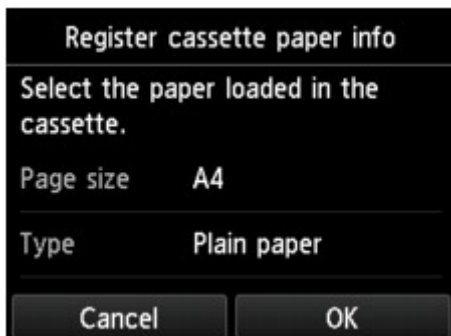 Register cassette paper info
Select the paper loaded in the
cassette.
Page size A4
Type Plain paper
Cancel OK